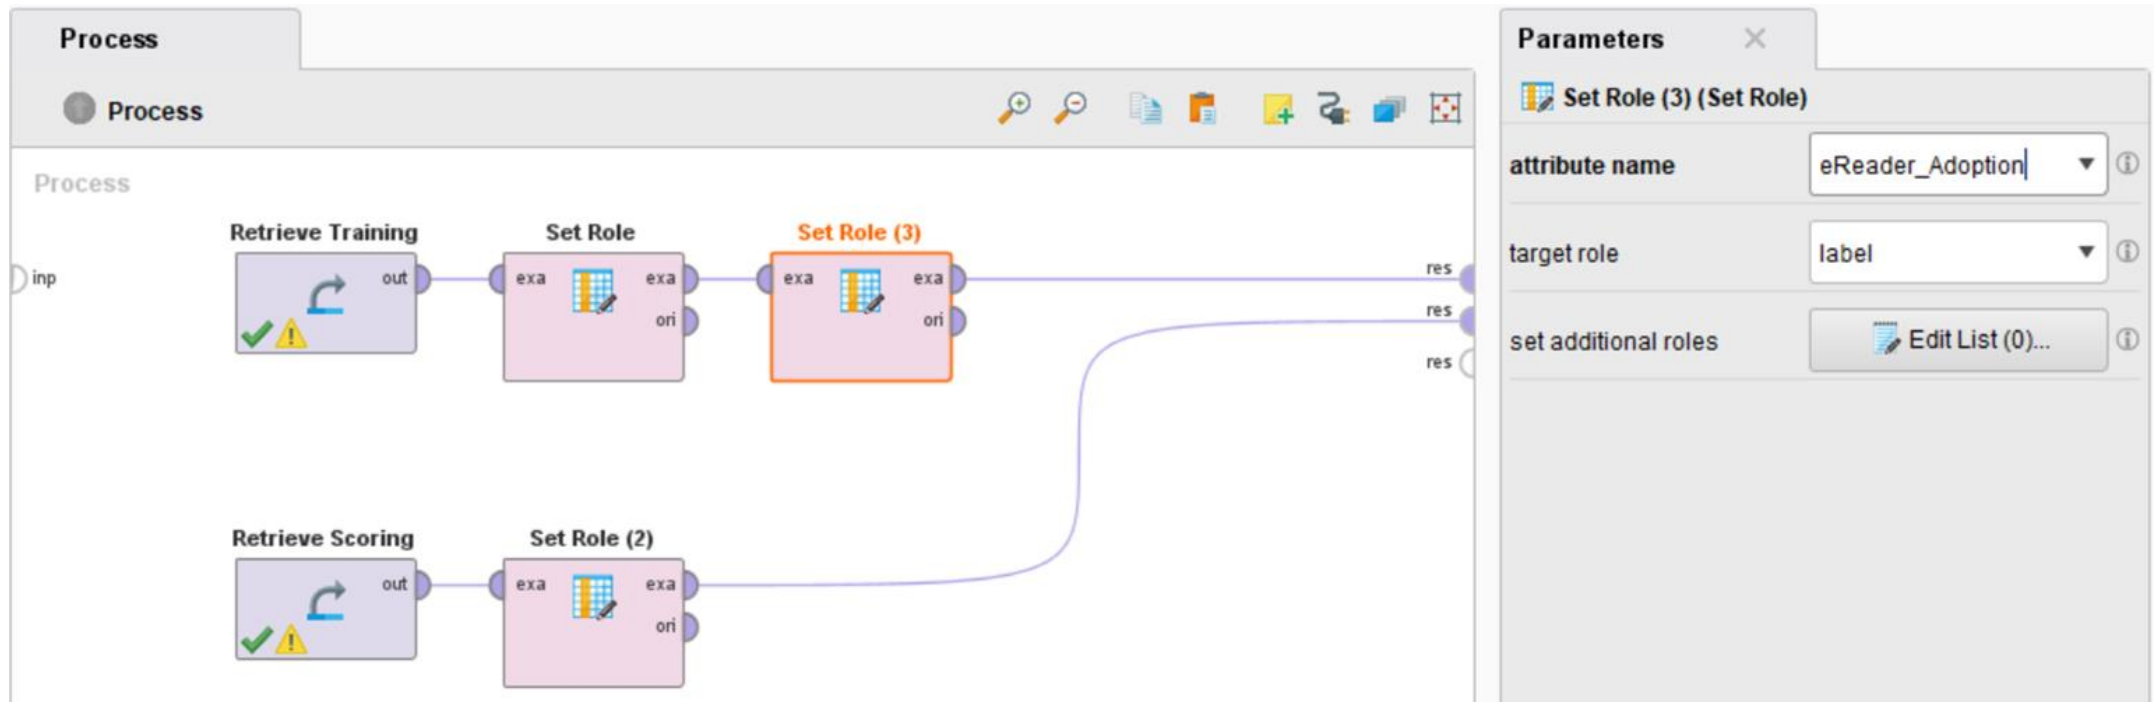 Process
Process
Process
inp
Retrieve Training
out
Set Role
exa
exa
ori
Set Role (3)
exa
exa
ori
res
res
res
Retrieve Scoring
out
Set Role (2)
exa
exa
ori
Parameters
Set Role (3) (Set Role)
attribute name
eReader_Adoption
target role
label
set additional roles
Edit List (0)...